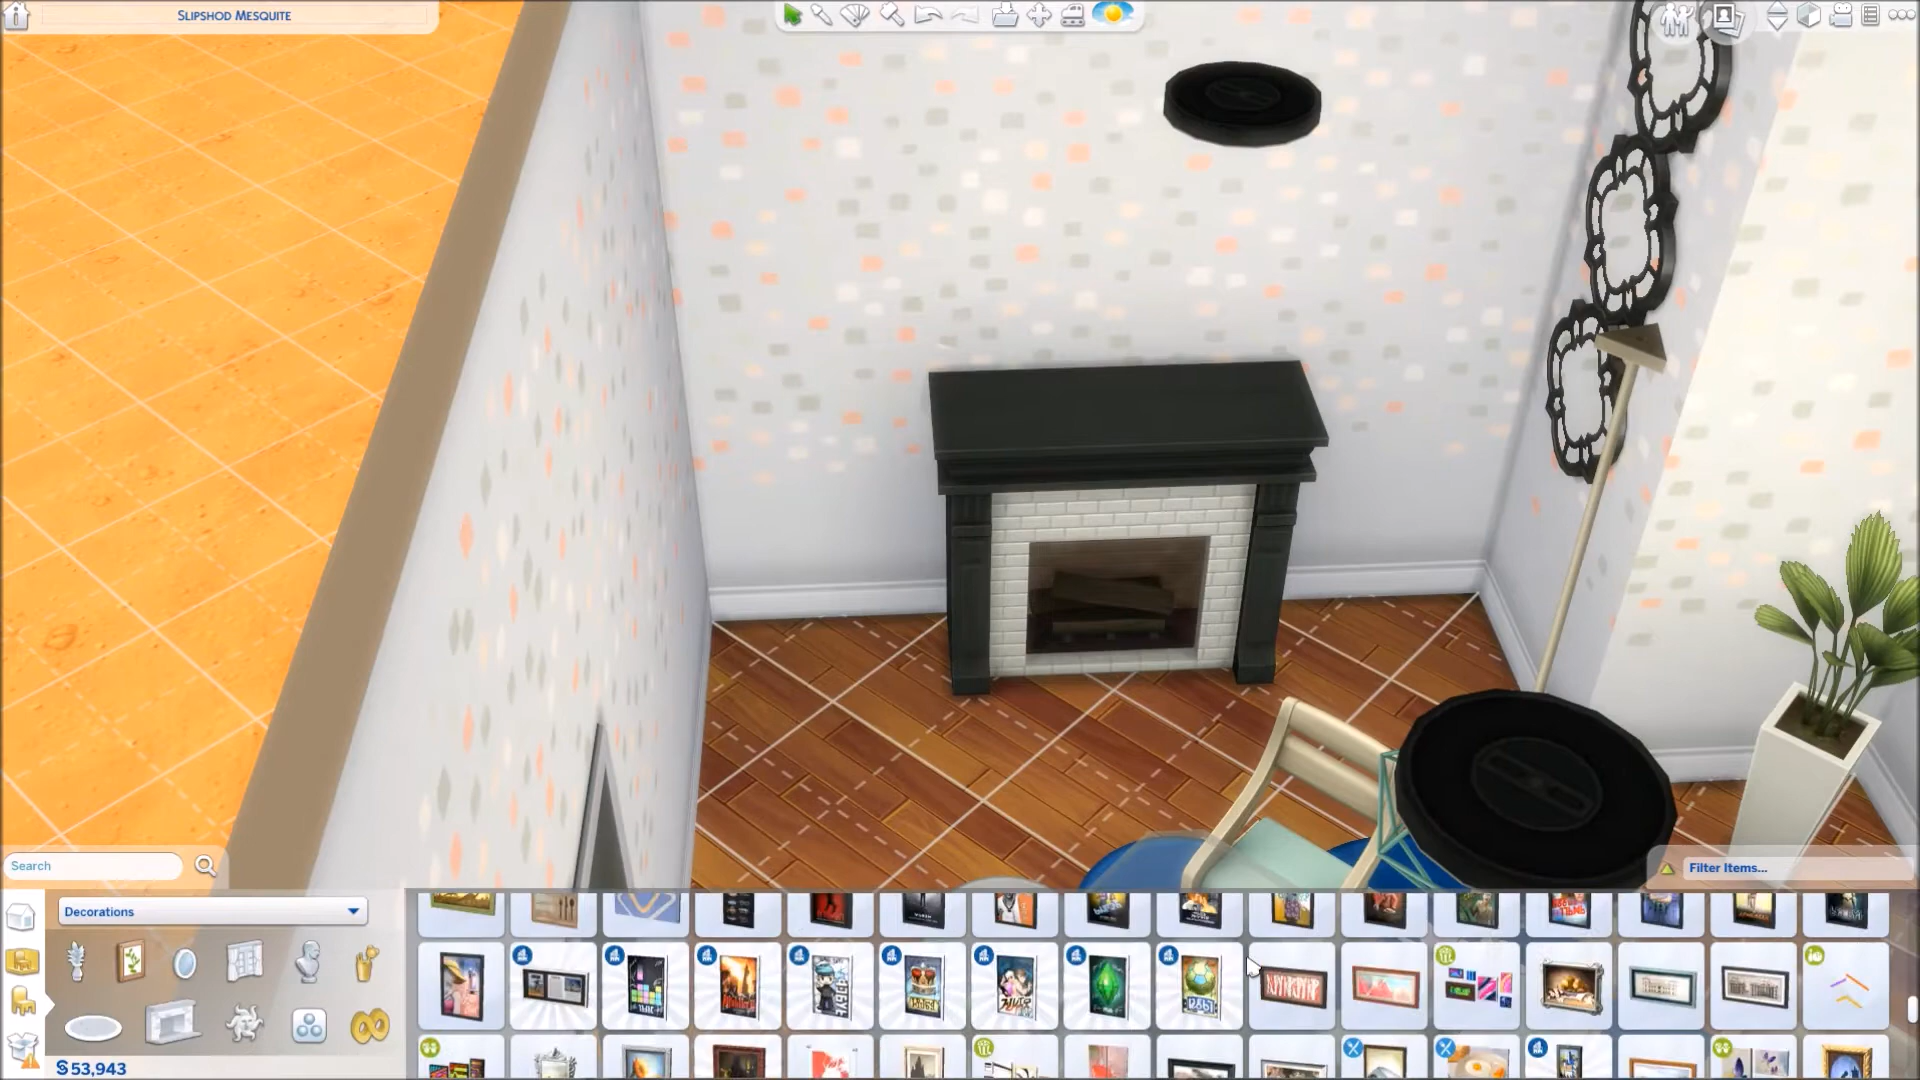 Slipshod Mesquite
Search
Filter Items...
Decorations
§53,943